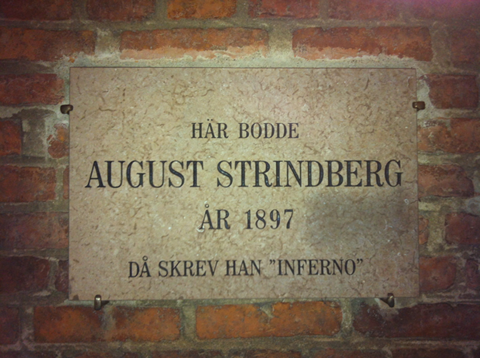 HÄR BODDE
AUGUST STRINDBERG
ÅR 1897
DÅ SKREV HAN "INFERNO"